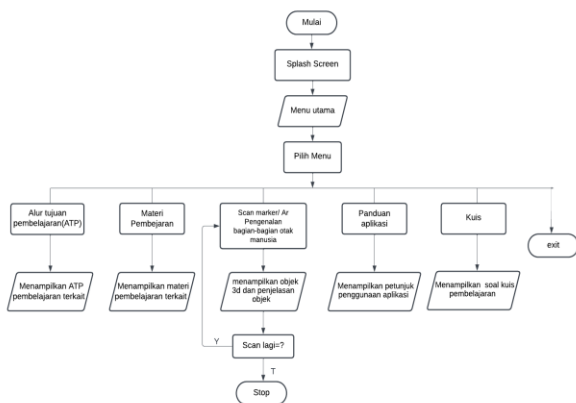 Mulai
Splash Screen
Menu utama
Pilih Menu
Alur tujuan
pembelajaran(ATP)
Materi
Pembejaran
Scan marker/ Ar
Pengenalan
bagian-bagian otak
manusia
Panduan
aplikasi
Kuis
exit
Menampilkan ATP
pembelajaran terkait
Menampilkan materi
pembelajaran terkait
menampilkan objek
3d dan penjelasan
objek
Menampilkan petunjuk
penggunaan aplikasi
Menampilkan soal kuis
pembelajaran
Y
Scan lagi=?
T
Stop